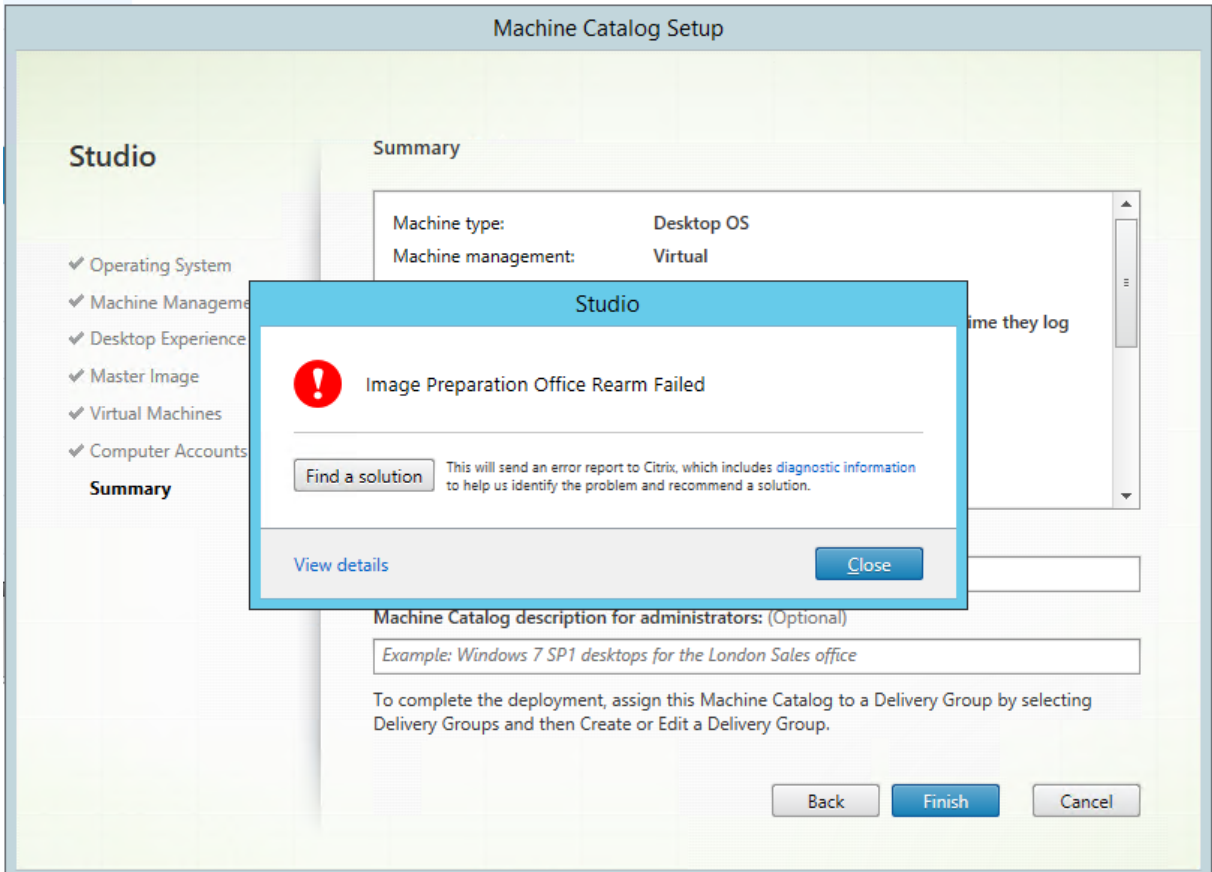 Machine Catalog Setup
Studio
Operating System
Machine Manageme
Desktop Experience
Master Image
Virtual Machines
Computer Accounts
Summary
Summary
Machine type: Desktop OS
Machine management: Virtual
ime they log
Studio
Image Preparation Office Rearm Failed
Find a solution
This will send an error report to Citrix, which includes diagnostic information
to help us identify the problem and recommend a solution.
View details
Close
Machine Catalog description for administrators: (Optional)
Example: Windows 7 SP1 desktops for the London Sales office
To complete the deployment, assign this Machine Catalog to a Delivery Group by selecting
Delivery Groups and then Create or Edit a Delivery Group.
Back Finish Cancel